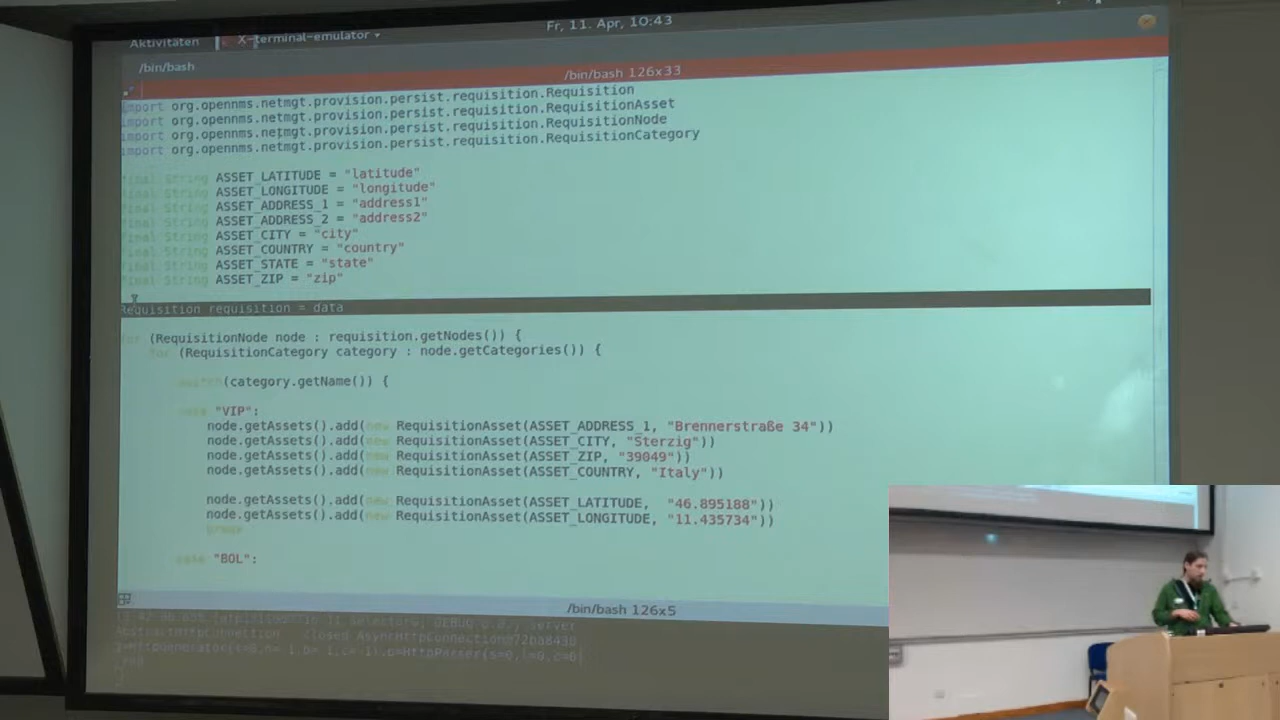 Fr, 11. Apr, 10:43
Aktivitäten X-terminal-emulator
/bin/bash
/bin/bash 126x33
import org.opennms.netmgt.provision.persist.requisition.Requisition
import org.opennms.netmgt.provision.persist.requisition.RequisitionAsset
import org.opennms.netmgt.provision.persist.requisition.RequisitionNode
import org.opennms.netmgt.provision.persist.requisition.RequisitionCategory
final String ASSET_LATITUDE = "latitude"
final String ASSET_LONGITUDE = "longitude"
final String ASSET_ADDRESS_1 = "address1"
final String ASSET_ADDRESS_2 = "address2"
final String ASSET_CITY = "city"
final String ASSET_COUNTRY = "country"
final String ASSET_STATE = "state"
final String ASSET_ZIP = "zip"
Requisition requisition = data
for (RequisitionNode node : requisition.getNodes()) {
for (RequisitionCategory category : node.getCategories()) {
switch(category.getName()) {
case "VIP":
node.getAssets().add(new RequisitionAsset(ASSET_ADDRESS_1, "Brennerstraße 34"))
node.getAssets().add(new RequisitionAsset(ASSET_CITY, "Sterzig"))
node.getAssets().add(new RequisitionAsset(ASSET_ZIP, "39049"))
node.getAssets().add(new RequisitionAsset(ASSET_COUNTRY, "Italy"))
node.getAssets().add(new RequisitionAsset(ASSET_LATITUDE, "46.895188"))
node.getAssets().add(new RequisitionAsset(ASSET_LONGITUDE, "11.435734"))
break
case "BOL":
/bin/bash 126x5
DEBUG Server
AbstractHttpConnection closed AsyncHttpConnection@72ba8436